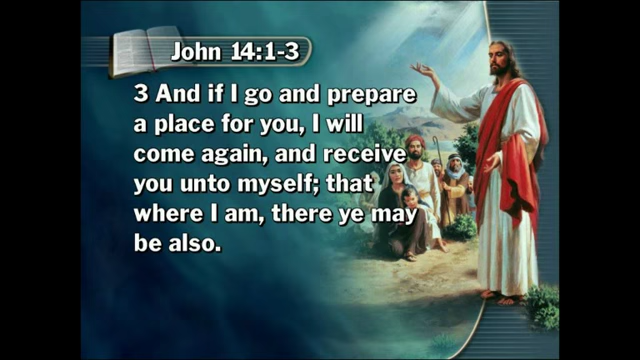 John 14:1-3
3 And if I go and prepare
a place for you, I will
come again, and receive
you unto myself; that
where I am, there ye may
be also.